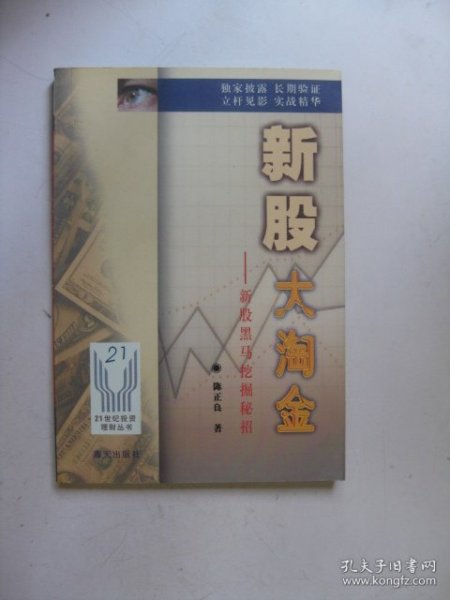 独家披露 长期验证
立杆见影 实战精华
新股大淘金
——新股黑马挖掘秘招
陈正良 著
21
21世纪投资
理财丛书
蓝天出版社
孔夫子旧书网
www.kongfz.com